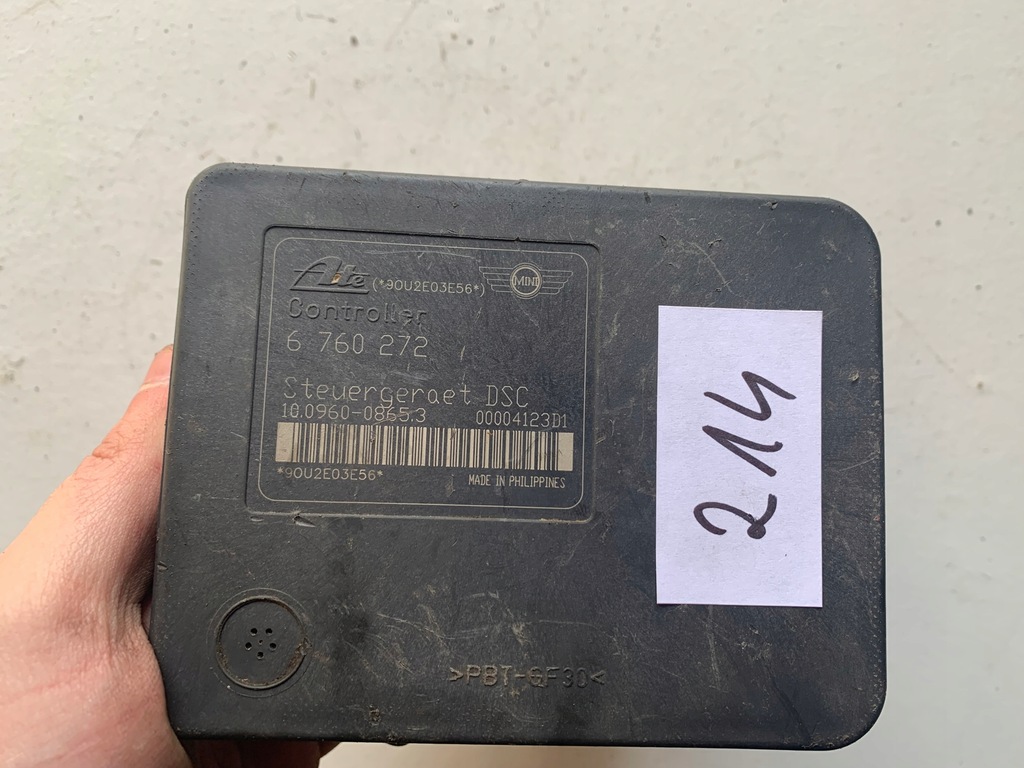 Ate (*90U2E03E56*) MINI
Controller
6 760 272
Steuergeraet DSC
10.0960-0865.3 00004123D1
*90U2E03E56* MADE IN PHILIPPINES
214
>PBT-GF30<